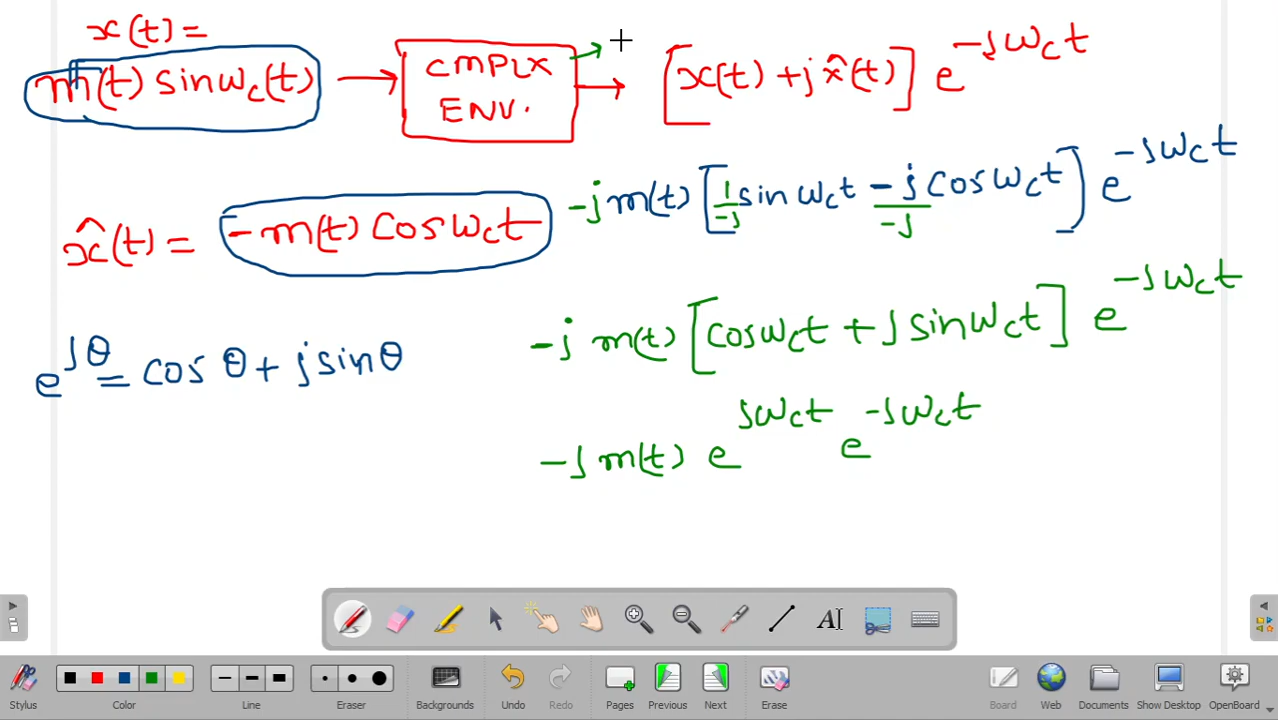 x(t) =
m(t) sinω_c(t) → CMPLX ENV. → [x(t) + j x̂(t)] e^{-jω_c t}
-j m(t) [1/-j sin ω_c t - j/-j cos ω_c t] e^{-jω_c t}
x̂(t) = -m(t) cos ω_c t
-j m(t) [cos ω_c t + j sin ω_c t] e^{-jω_c t}
e^{jθ} = cos θ + j sin θ
-j m(t) e^{jω_c t} e^{-jω_c t}
Stylus Color Line Eraser Backgrounds Undo Redo Pages Previous Next Erase Board Web Documents Show Desktop OpenBoard